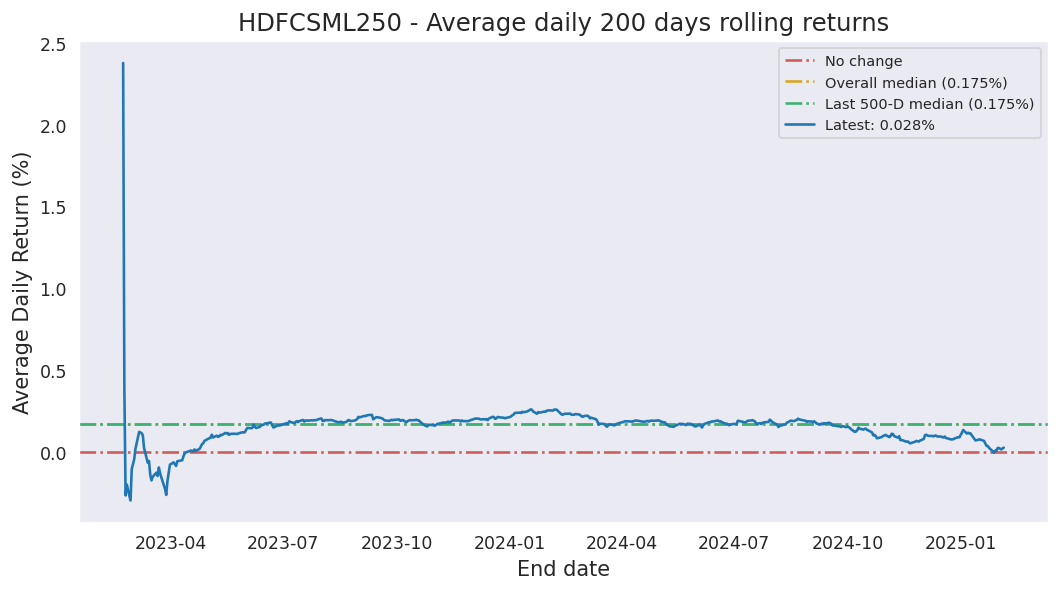 HDFCSML250 - Average daily 200 days rolling returns
Average Daily Return (%)
2.5
2.0
1.5
1.0
0.5
0.0
No change
Overall median (0.175%)
Last 500-D median (0.175%)
Latest: 0.028%
2023-04 2023-07 2023-10 2024-01 2024-04 2024-07 2024-10 2025-01
End date